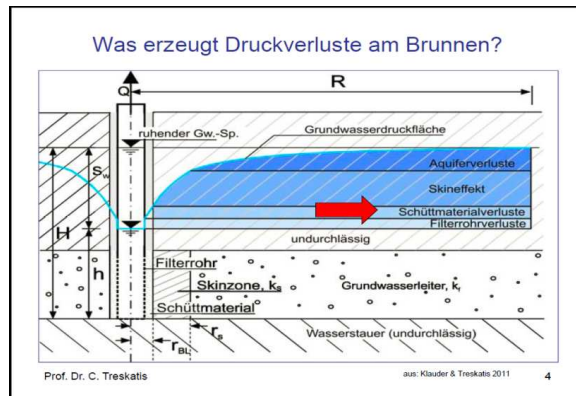 Was erzeugt Druckverluste am Brunnen?
R
Q
ruhender Gw.-Sp.
Grundwasserdruckfläche
Aquiferverluste
Skineffekt
Schüttmaterialverluste
Filterrohrverluste
undurchlässig
sw
H
h
Filterrohr
Skinzone, ks
Schüttmaterial
Grundwasserleiter, kf
rs
rBL
Wasserstauer (undurchlässig)
Prof. Dr. C. Treskatis
aus: Klauder & Treskatis 2011
4